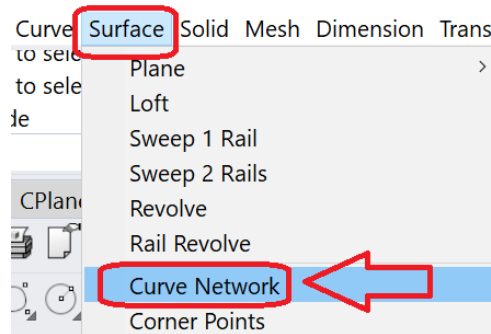 Curve Surface Solid Mesh Dimension Trans
to sele
to sele
de
Plane
Loft
Sweep 1 Rail
Sweep 2 Rails
CPlane
Revolve
Rail Revolve
Curve Network
Corner Points